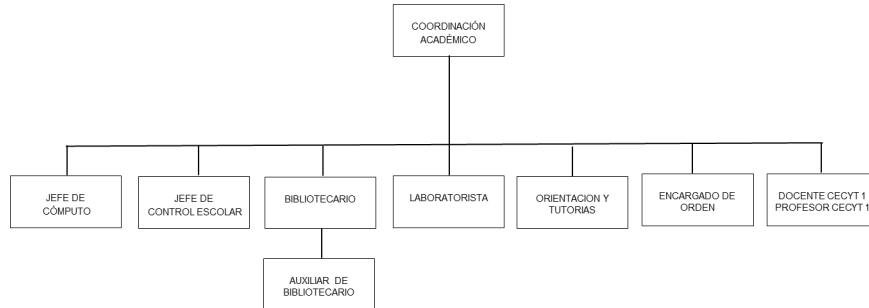 COORDINACIÓN
ACADÉMICO
JEFE DE
CÓMPUTO
JEFE DE
CONTROL ESCOLAR
BIBLIOTECARIO
LABORATORISTA
ORIENTACION Y
TUTORIAS
ENCARGADO DE
ORDEN
DOCENTE CECYT 1
PROFESOR CECYT 1
AUXILIAR DE
BIBLIOTECARIO